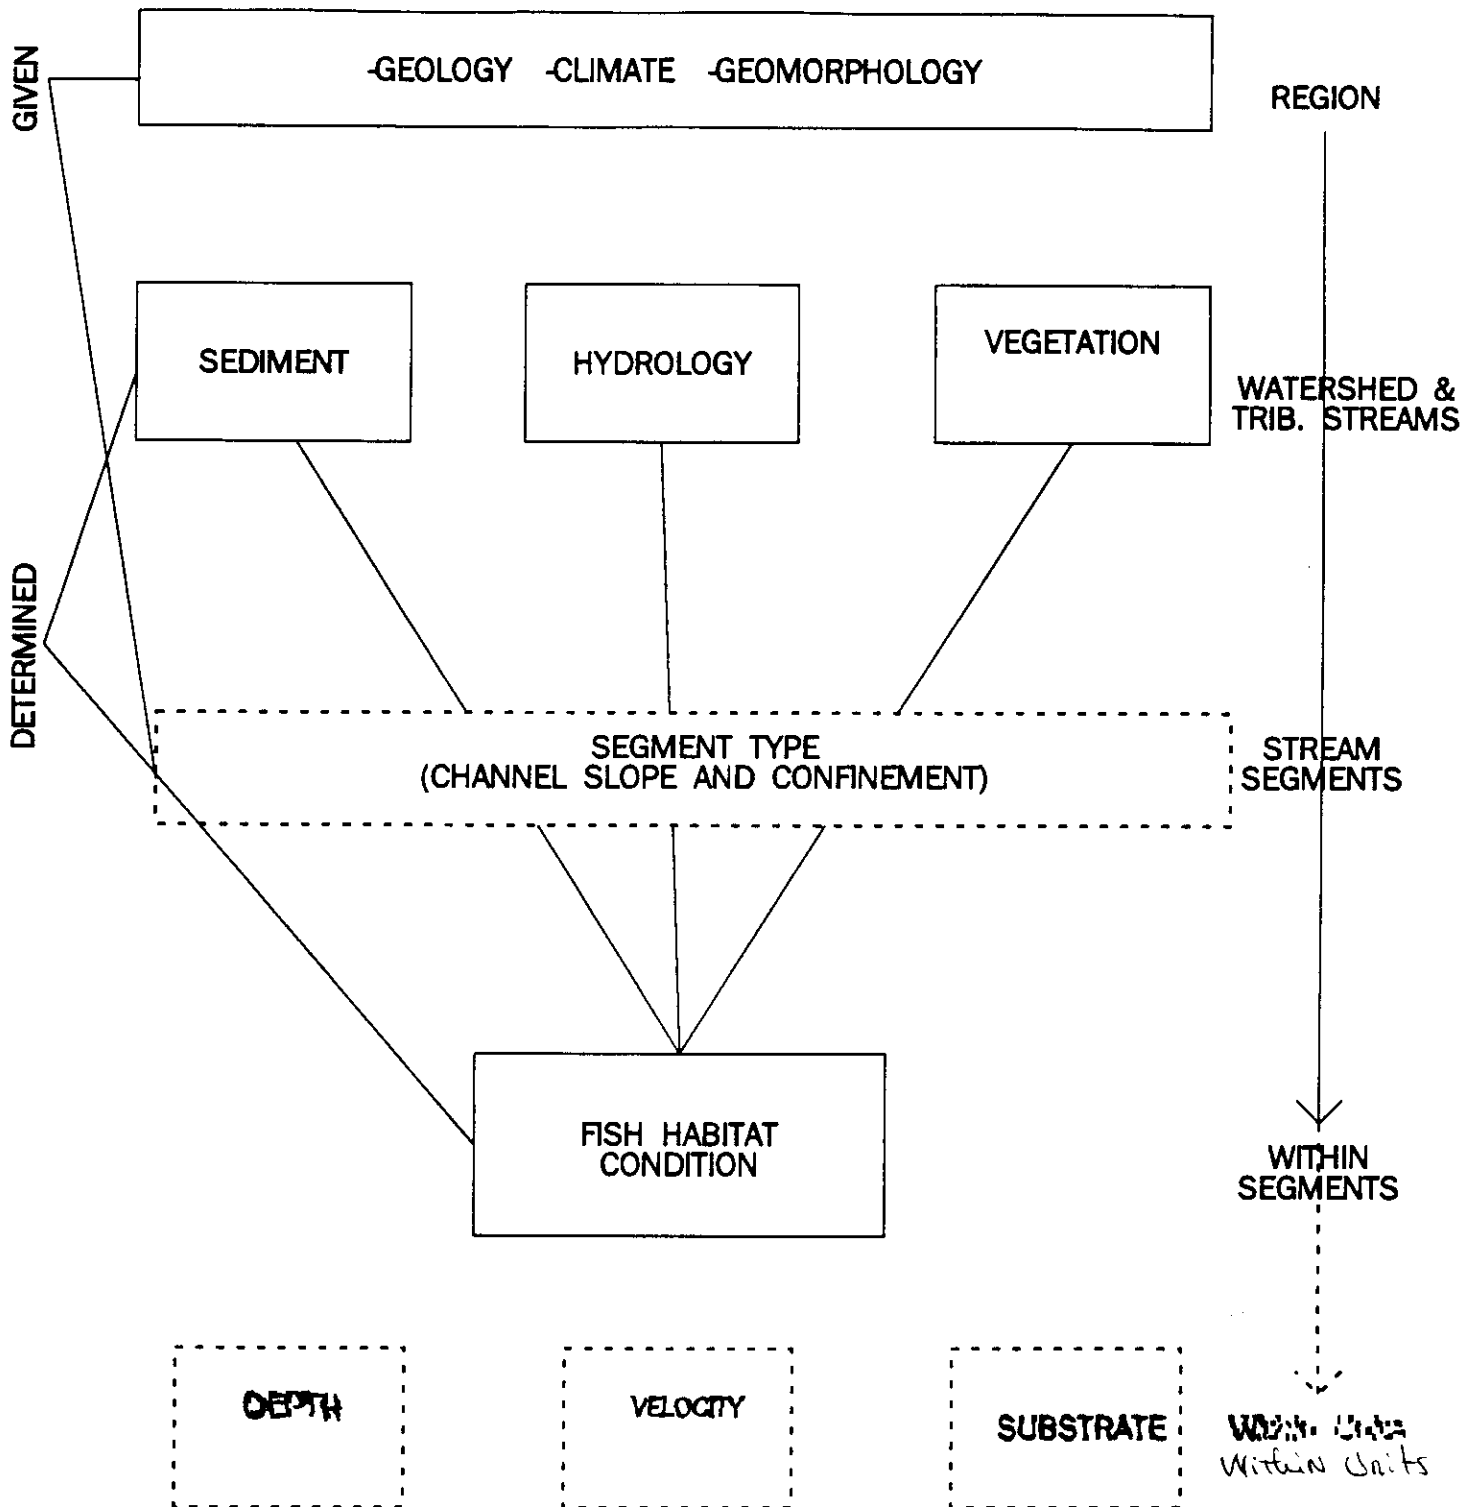 GIVEN
-GEOLOGY -CLIMATE -GEOMORPHOLOGY
REGION
SEDIMENT
HYDROLOGY
VEGETATION
WATERSHED &
TRIB. STREAMS
DETERMINED
SEGMENT TYPE
(CHANNEL SLOPE AND CONFINEMENT)
STREAM
SEGMENTS
FISH HABITAT
CONDITION
WITHIN
SEGMENTS
DEPTH
VELOCITY
SUBSTRATE
Within Units